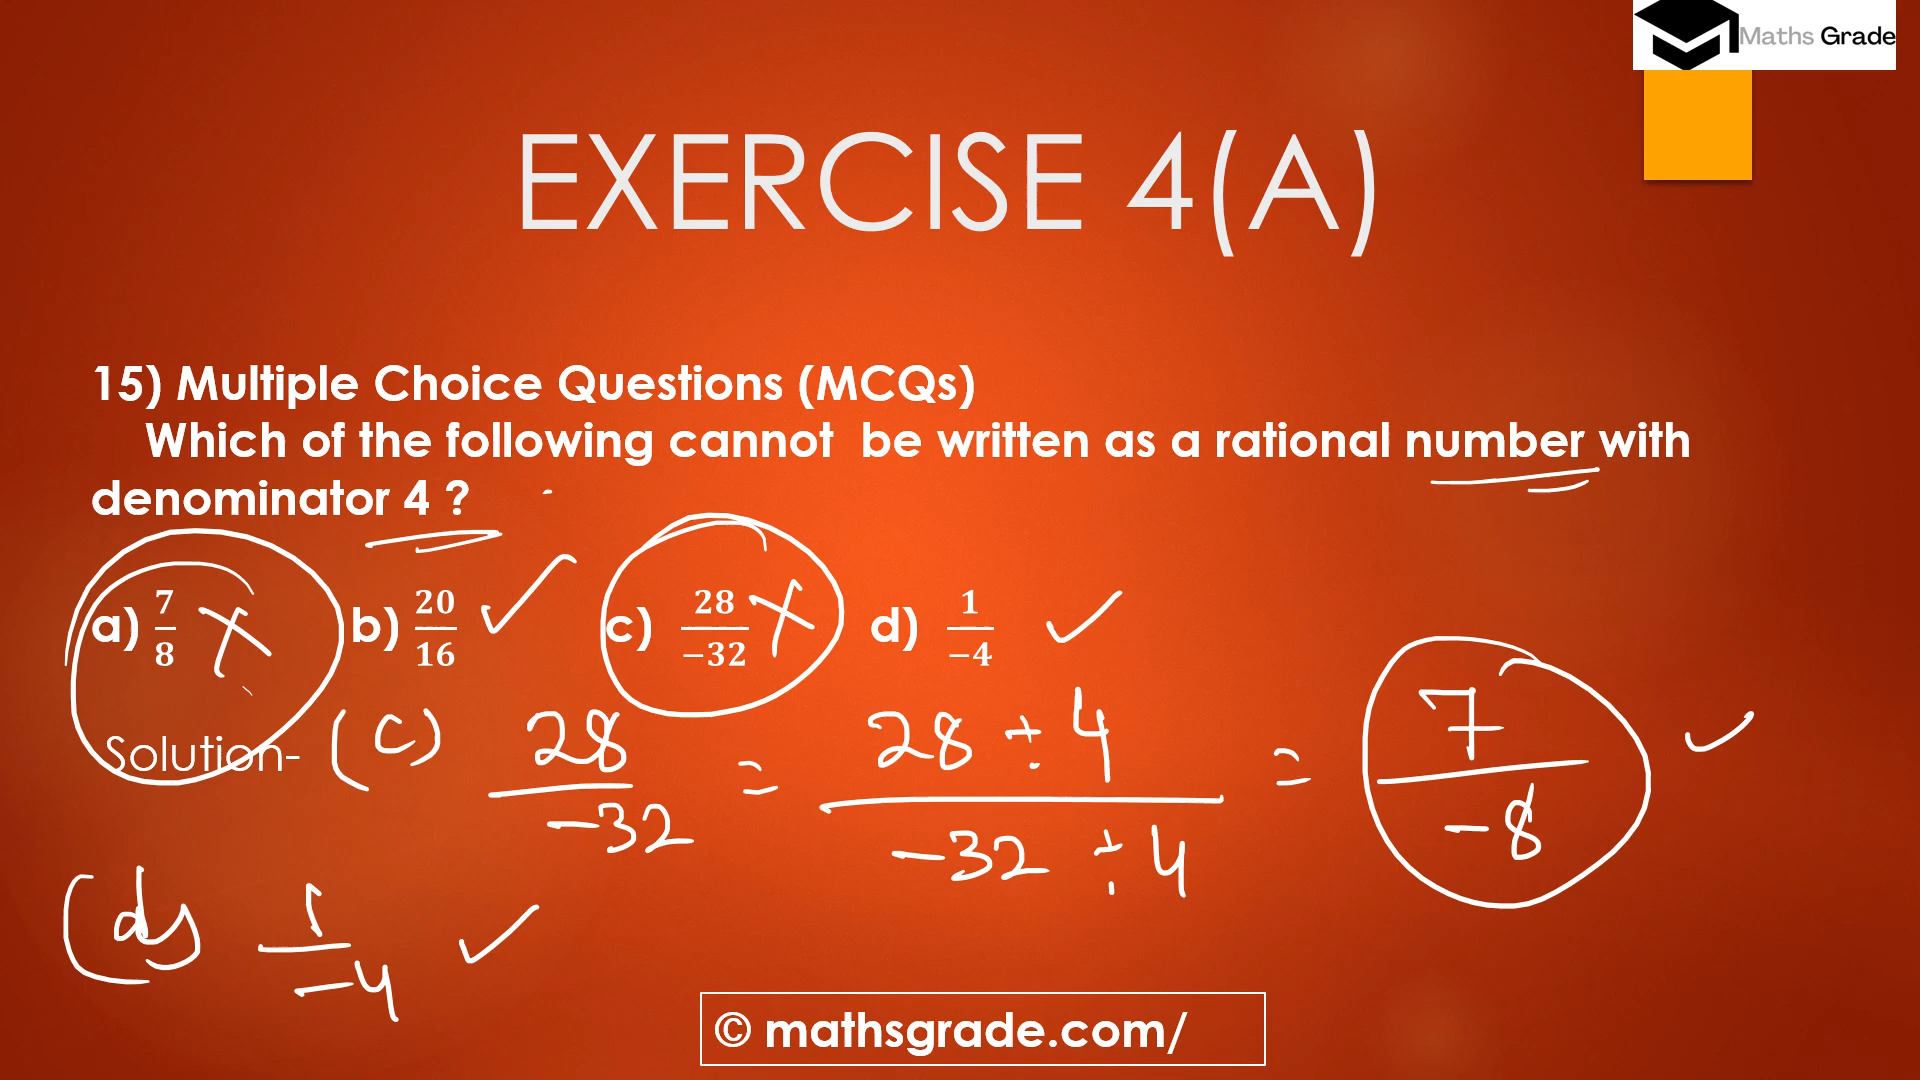 Maths Grade
EXERCISE 4(A)
15) Multiple Choice Questions (MCQs)
Which of the following cannot be written as a rational number with
denominator 4 ?
a) 7/8 b) 20/16 c) 28/−32 d) 1/−4
Solution- (c) 28/−32 = 28 ÷ 4/−32 ÷ 4 = 7/−8
(d) 1/−4
© mathsgrade.com/